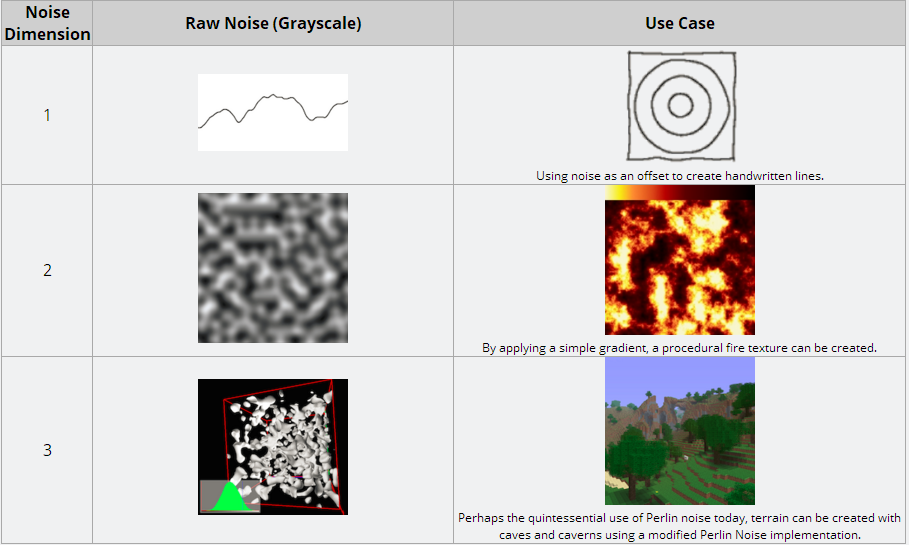 Noise
Dimension
Raw Noise (Grayscale)
Use Case
1
Using noise as an offset to create handwritten lines.
2
By applying a simple gradient, a procedural fire texture can be created.
3
Perhaps the quintessential use of Perlin noise today, terrain can be created with
caves and caverns using a modified Perlin Noise implementation.